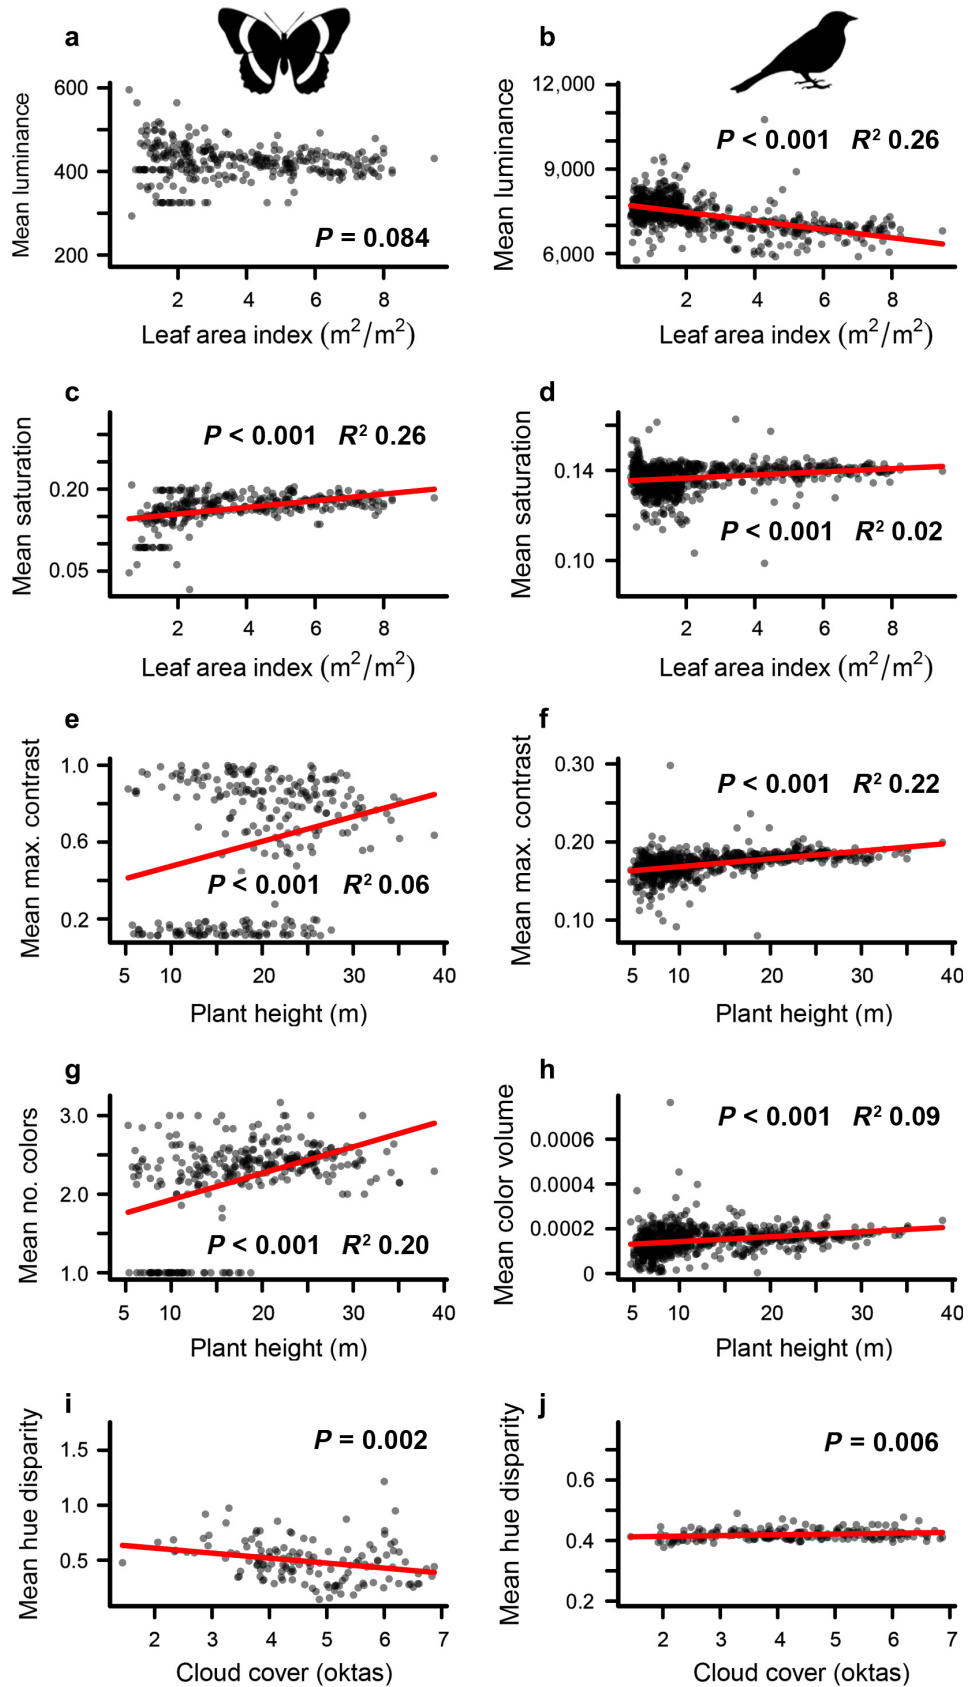 a
b
600
400
200
Mean luminance
P = 0.084
2 4 6 8
Leaf area index (m²/m²)
12,000
9,000
6,000
Mean luminance
P < 0.001 R² 0.26
2 4 6 8
Leaf area index (m²/m²)
c
d
0.20
0.05
Mean saturation
P < 0.001 R² 0.26
2 4 6 8
Leaf area index (m²/m²)
0.14
0.10
Mean saturation
P < 0.001 R² 0.02
2 4 6 8
Leaf area index (m²/m²)
e
f
1.0
0.6
0.2
Mean max. contrast
P < 0.001 R² 0.06
5 10 20 30 40
Plant height (m)
0.30
0.20
0.10
Mean max. contrast
P < 0.001 R² 0.22
5 10 20 30 40
Plant height (m)
g
h
3.0
2.0
1.0
Mean no. colors
P < 0.001 R² 0.20
5 10 20 30 40
Plant height (m)
0.0006
0.0004
0.0002
0
Mean color volume
P < 0.001 R² 0.09
5 10 20 30 40
Plant height (m)
i
j
1.5
1.0
0.5
Mean hue disparity
P = 0.002
2 3 4 5 6 7
Cloud cover (oktas)
0.6
0.4
0.2
Mean hue disparity
P = 0.006
2 3 4 5 6 7
Cloud cover (oktas)